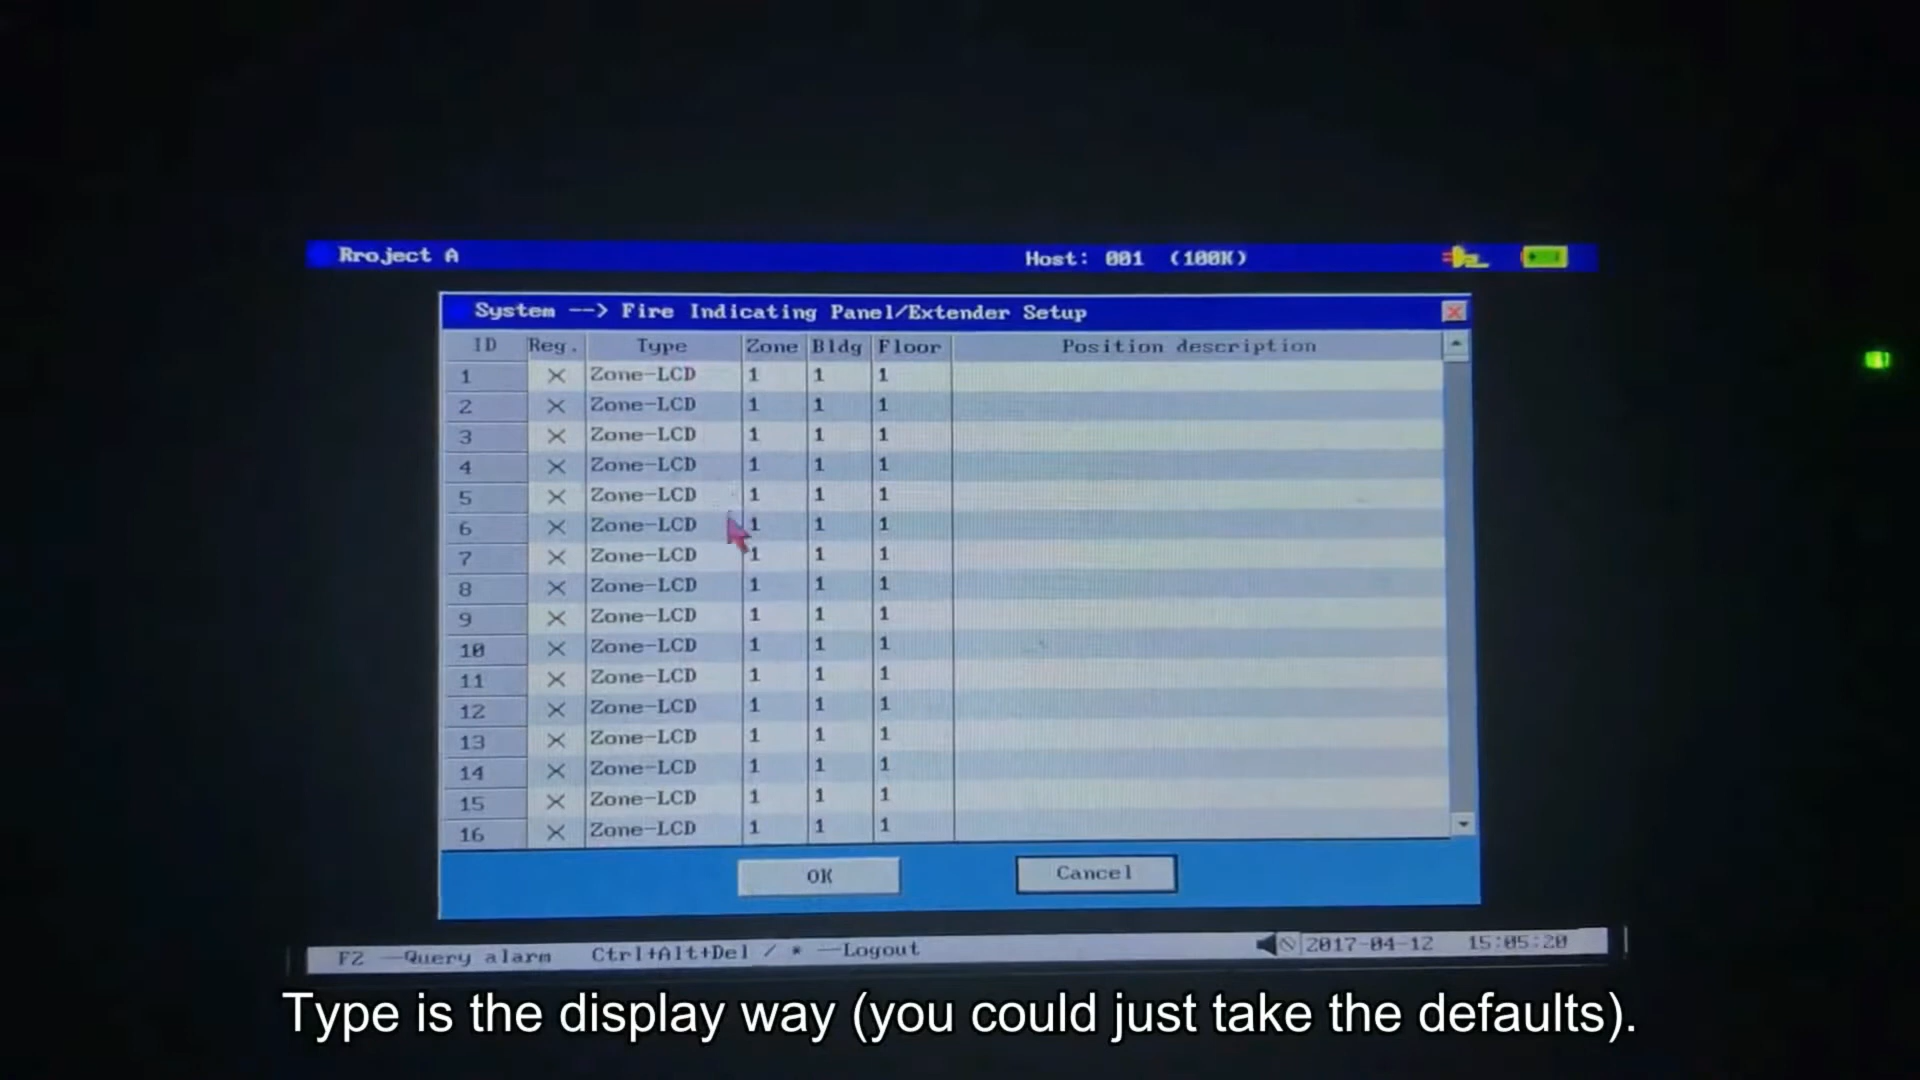 Rroject A Host: 001 (100K)
System --> Fire Indicating Panel/Extender Setup
ID Reg. Type Zone Bldg Floor Position description
1 × Zone-LCD 1 1 1
2 × Zone-LCD 1 1 1
3 × Zone-LCD 1 1 1
4 × Zone-LCD 1 1 1
5 × Zone-LCD 1 1 1
6 × Zone-LCD 1 1 1
7 × Zone-LCD 1 1 1
8 × Zone-LCD 1 1 1
9 × Zone-LCD 1 1 1
10 × Zone-LCD 1 1 1
11 × Zone-LCD 1 1 1
12 × Zone-LCD 1 1 1
13 × Zone-LCD 1 1 1
14 × Zone-LCD 1 1 1
15 × Zone-LCD 1 1 1
16 × Zone-LCD 1 1 1
OK Cancel
F2 —Query alarm Ctrl+Alt+Del / * —Logout 2017-04-12 15:05:20
Type is the display way (you could just take the defaults).